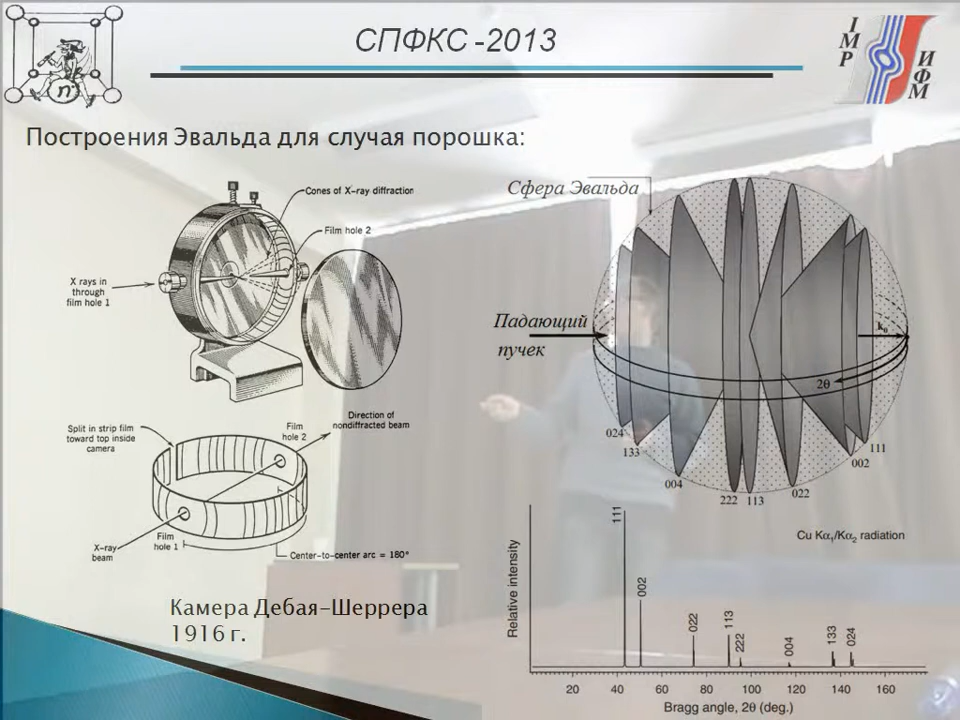 СПФКС -2013
I
M
P
И
Ф
М
n
Построения Эвальда для случая порошка:
Cones of X-ray diffraction
Film hole 2
X rays in
through
film hole 1
Сфера Эвальда
Падающий
пучек
k₀
2θ
024
133
004
222
113
022
002
111
Split in strip film
toward top inside
camera
Film
hole 2
Direction of
nondiffracted beam
X-ray
beam
Film
hole 1
Center-to-center arc = 180°
Камера Дебая-Шеррера
1916 г.
Cu Kα₁/Kα₂ radiation
Relative intensity
111
002
022
113
222
004
133
024
20 40 60 80 100 120 140 160
Bragg angle, 2θ (deg.)